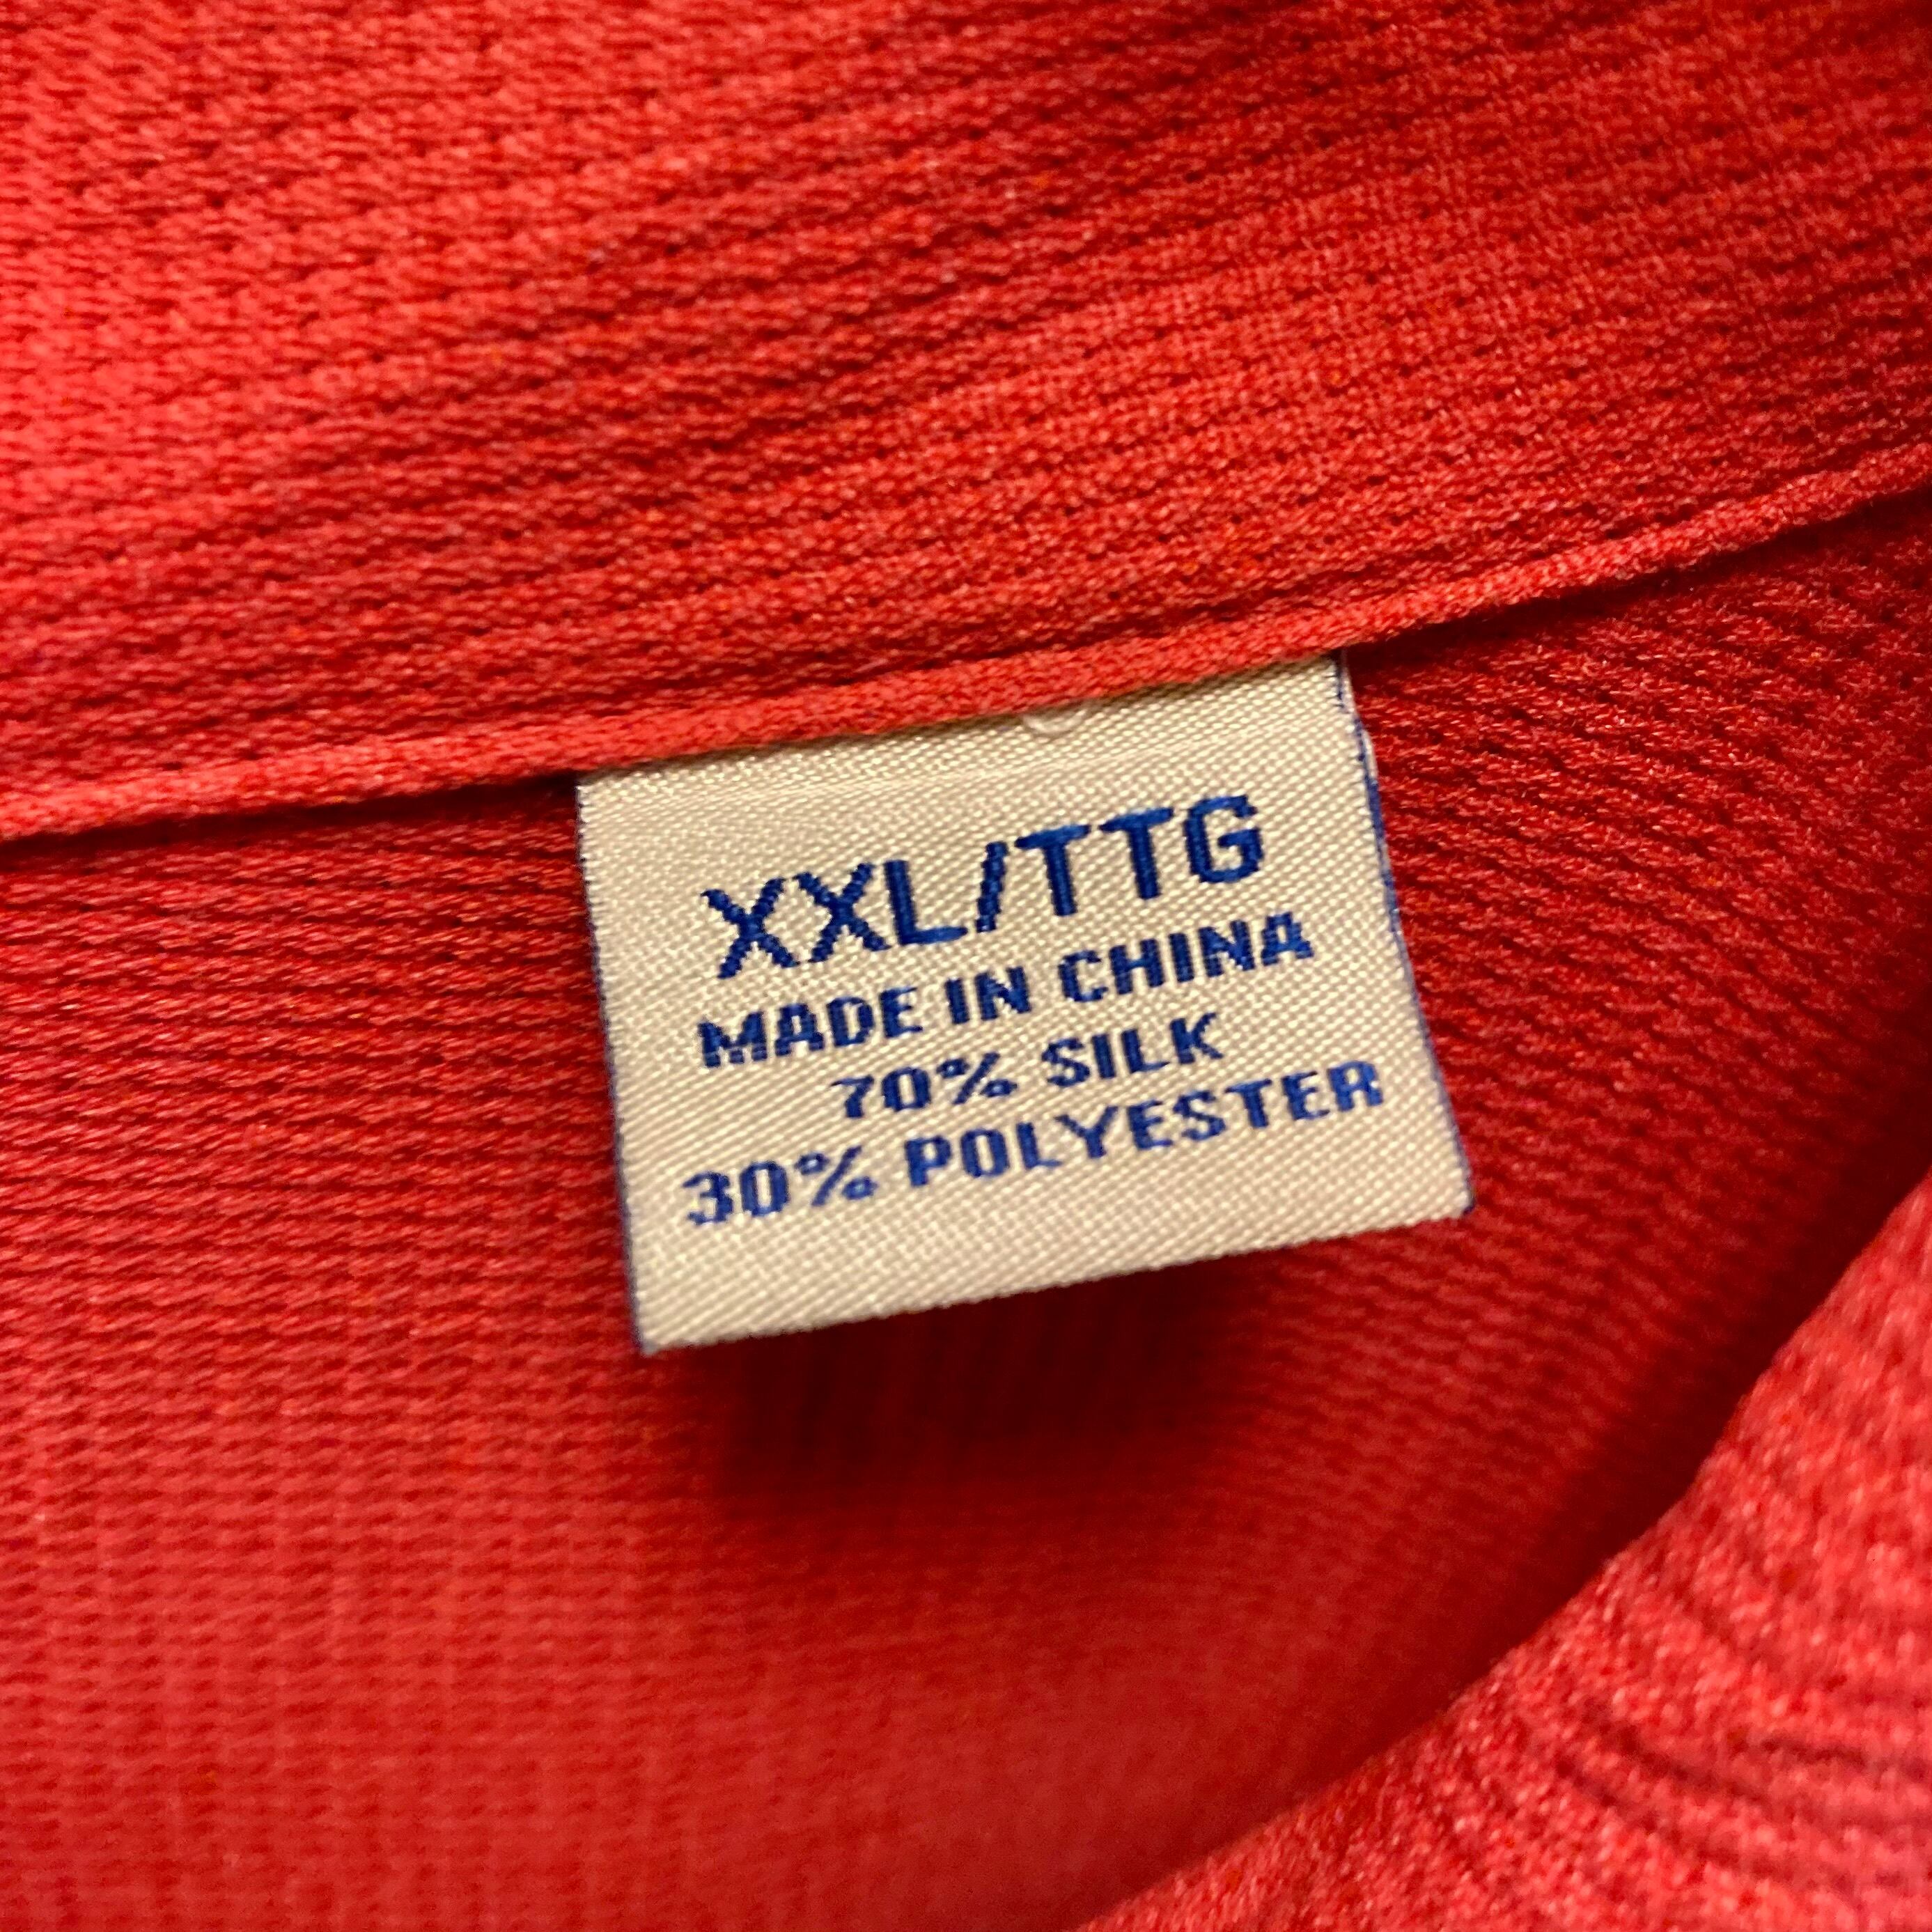 XXL/TTG
MADE IN CHINA
70% SILK
30% POLYESTER